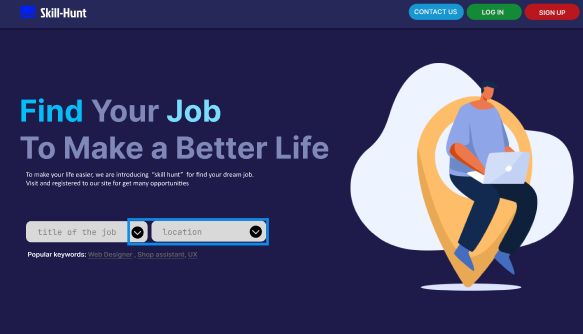 Skill-Hunt
CONTACT US
LOG IN
SIGN UP
Find Your Job
To Make a Better Life
To make your life easier, we are introducing "skill hunt" for find your dream job.
Visit and registered to our site for get many opportunities
title of the job
location
Popular keywords: Web Designer , Shop assistant, UX